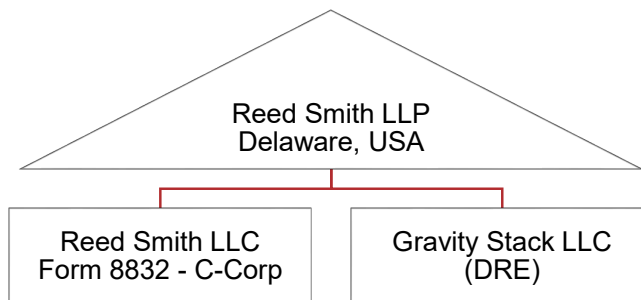 Reed Smith LLP
Delaware, USA
Reed Smith LLC
Form 8832 - C-Corp
Gravity Stack LLC
(DRE)